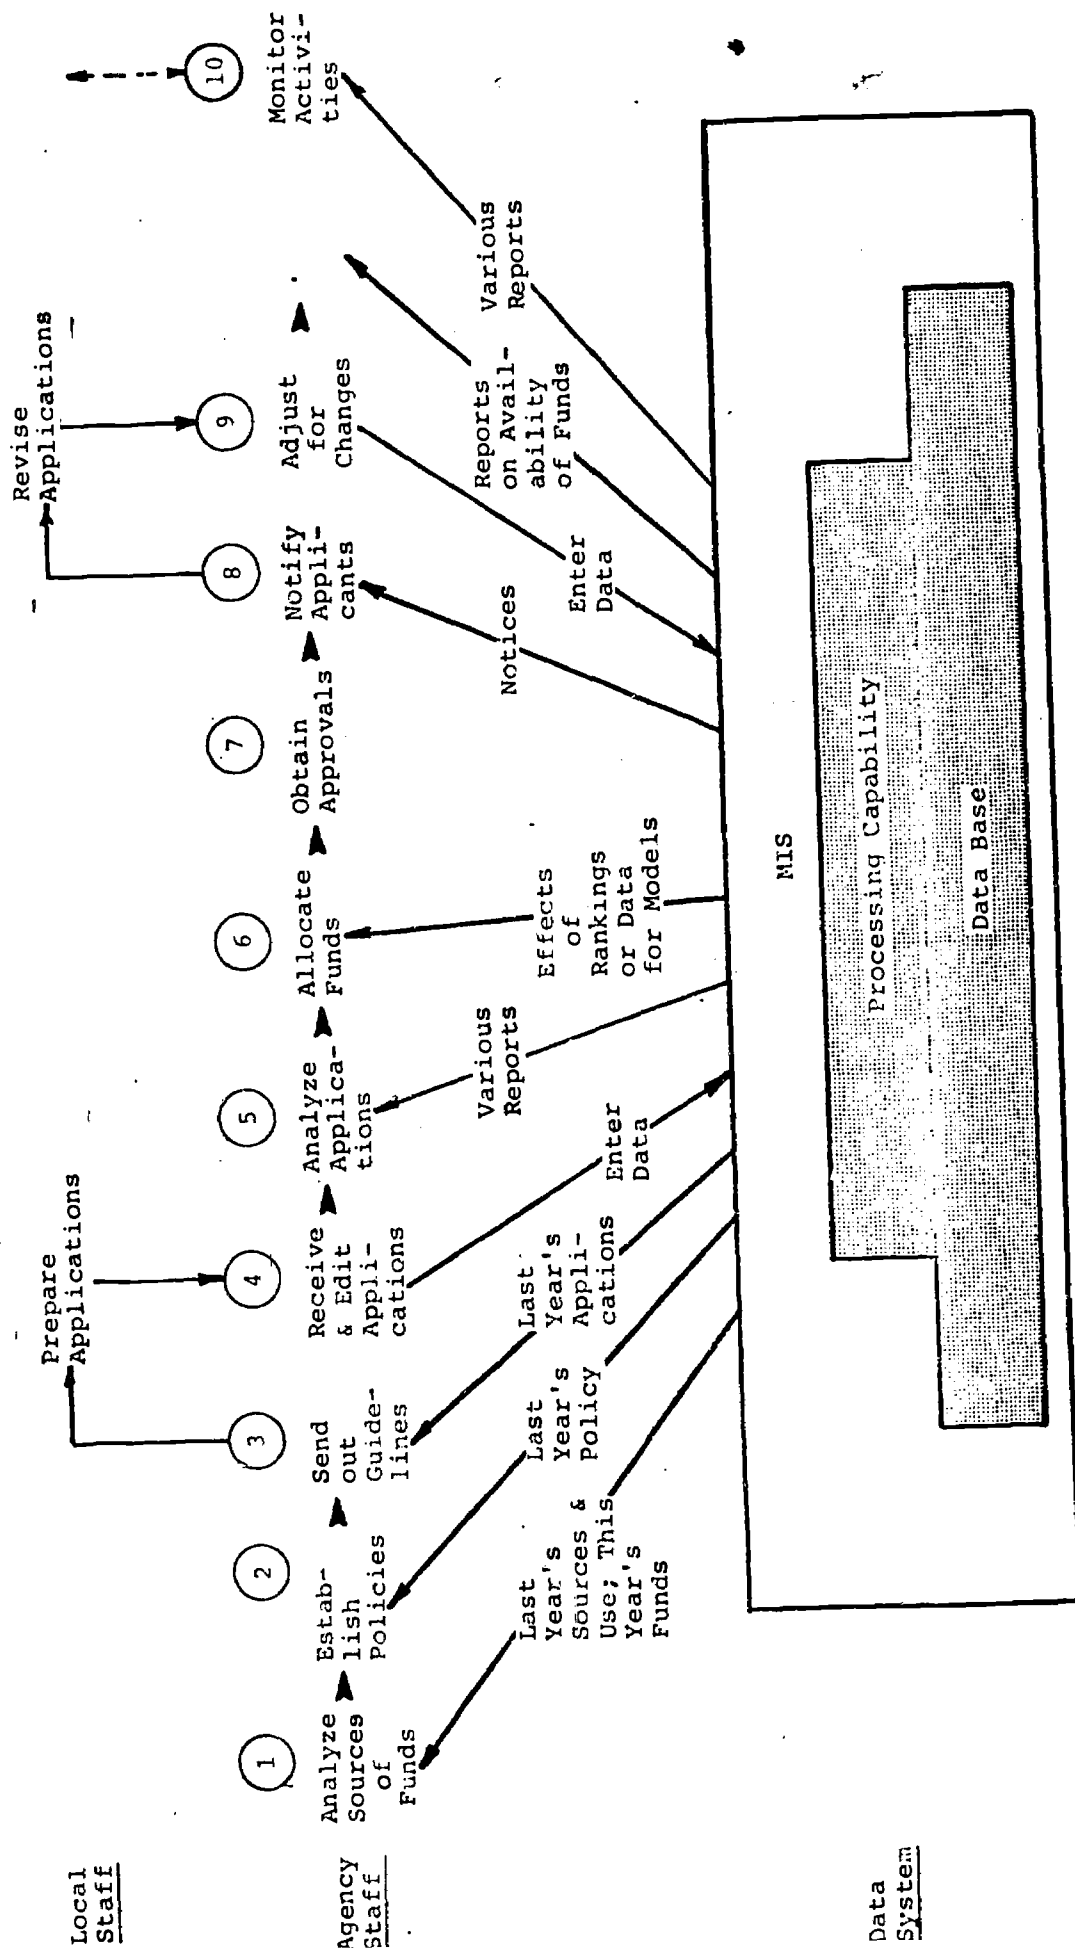 Local
Staff
Prepare
Applications
Revise
Applications
Agency
Staff
1
Analyze
Sources
of
Funds
2
Estab-
lish
Policies
3
Send
out
Guide-
lines
4
Receive
& Edit
Appli-
cations
5
Analyze
Applica-
tions
6
Allocate
Funds
7
Obtain
Approvals
8
Notify
Appli-
cants
9
Adjust
for
Changes
10
Monitor
Activi-
ties
Last
Year's
Sources &
Use; This
Year's
Funds
Last
Year's
Policy
Last
Year's
Appli-
cations
Enter
Data
Various
Reports
Effects
of
Rankings
or Data
for Models
Notices
Enter
Data
Reports
on Avail-
ability
of Funds
Various
Reports
Data
System
MIS
Processing Capability
Data Base